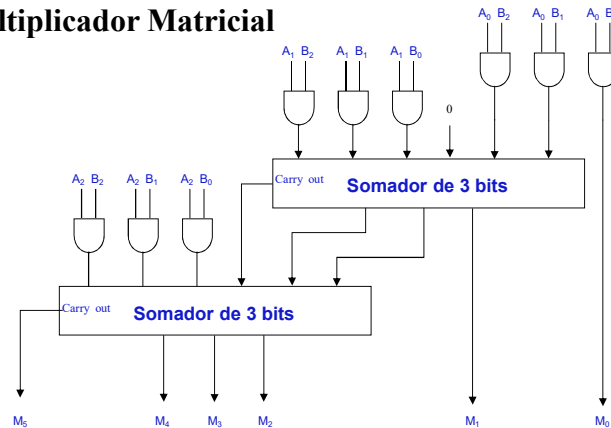 tiplicador Matricial
A₀ B₂ A₀ B₁ A₀ B
A₁ B₂ A₁ B₁ A₁ B₀
0
Carry out Somador de 3 bits
A₂ B₂ A₂ B₁ A₂ B₀
Carry out Somador de 3 bits
M₅ M₄ M₃ M₂ M₁ M₀